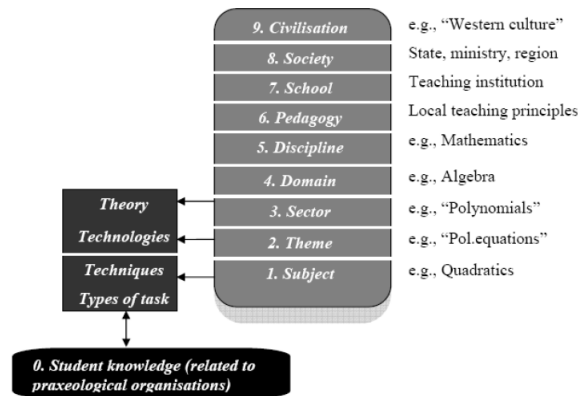 9. Civilisation e.g., “Western culture”
8. Society State, ministry, region
7. School Teaching institution
6. Pedagogy Local teaching principles
5. Discipline e.g., Mathematics
4. Domain e.g., Algebra
Theory 3. Sector e.g., “Polynomials”
Technologies 2. Theme e.g., “Pol.equations”
Techniques 1. Subject e.g., Quadratics
Types of task
0. Student knowledge (related to
praxeological organisations)